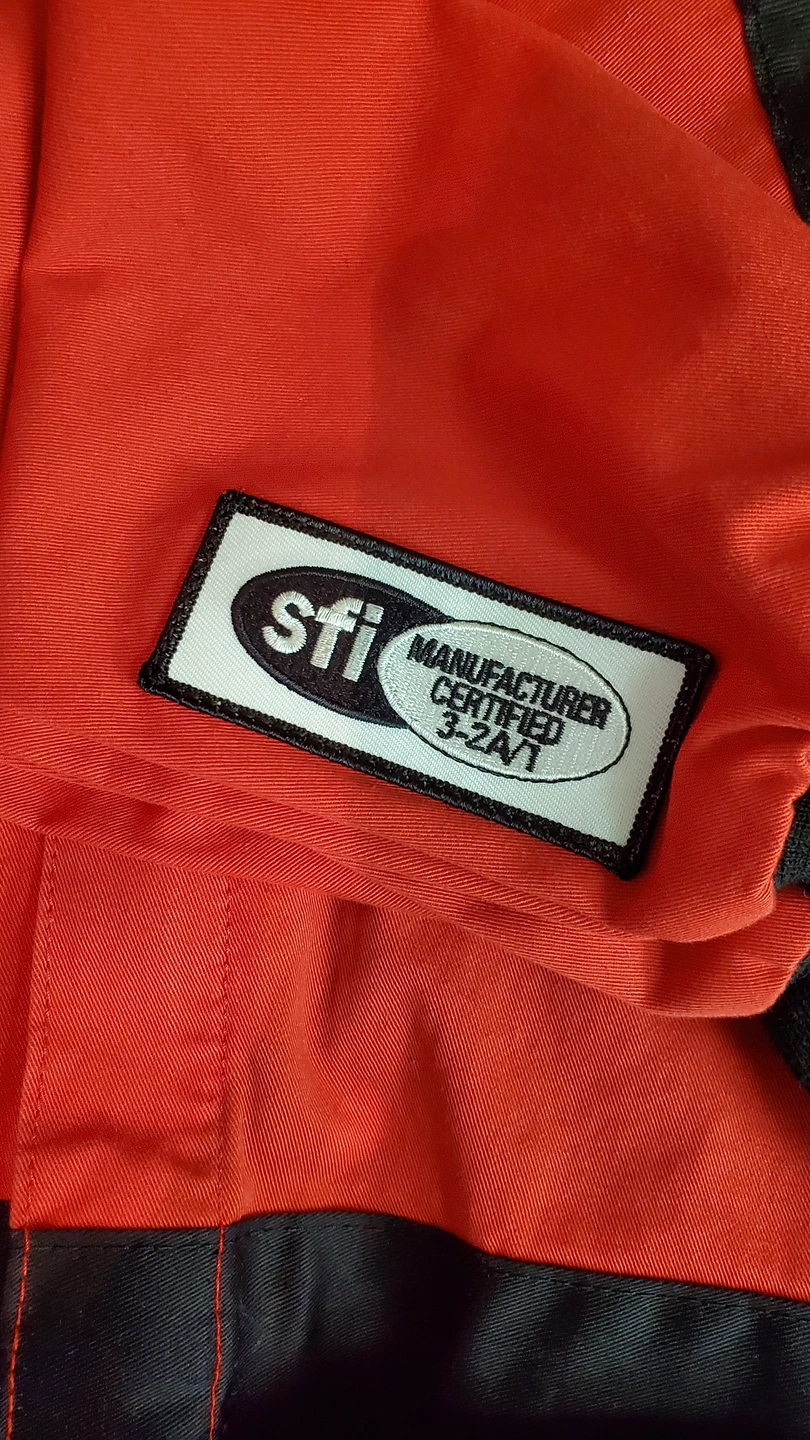 sfi
MANUFACTURER
CERTIFIED
3-2A/1